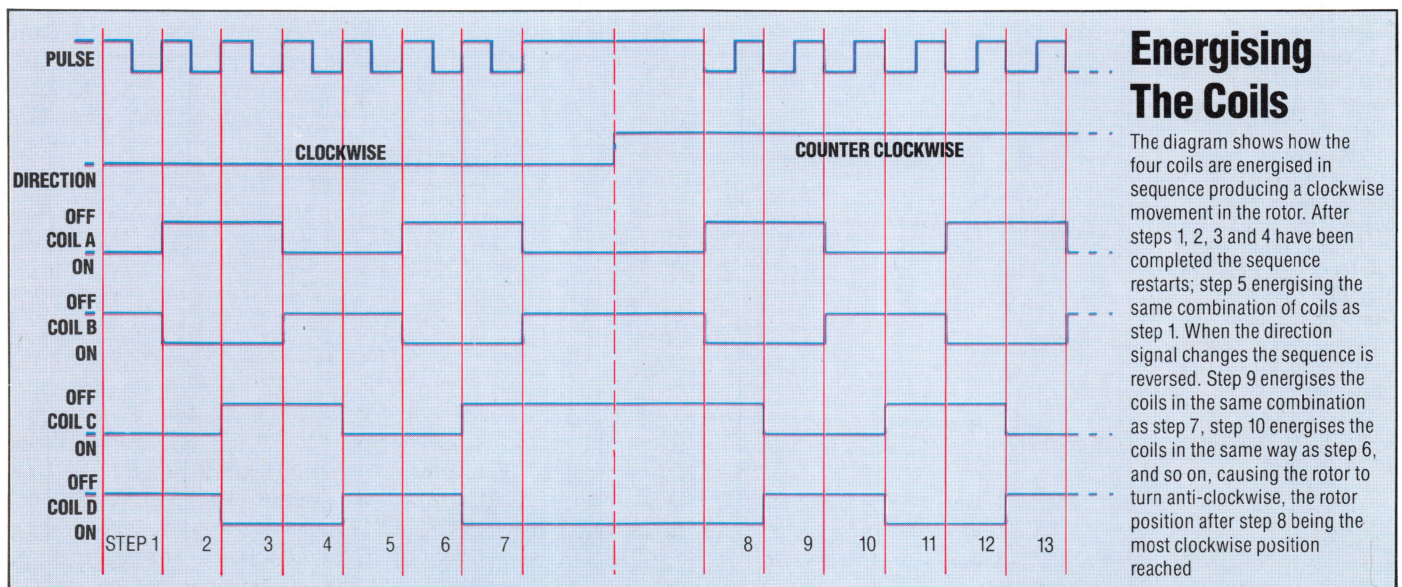 PULSE
CLOCKWISE
COUNTER CLOCKWISE
DIRECTION
OFF
COIL A
ON
OFF
COIL B
ON
OFF
COIL C
ON
OFF
COIL D
ON
STEP 1 2 3 4 5 6 7 8 9 10 11 12 13
Energising
The Coils
The diagram shows how the
four coils are energised in
sequence producing a clockwise
movement in the rotor. After
steps 1, 2, 3 and 4 have been
completed the sequence
restarts; step 5 energising the
same combination of coils as
step 1. When the direction
signal changes the sequence is
reversed. Step 9 energises the
coils in the same combination
as step 7, step 10 energises the
coils in the same way as step 6,
and so on, causing the rotor to
turn anti-clockwise, the rotor
position after step 8 being the
most clockwise position
reached